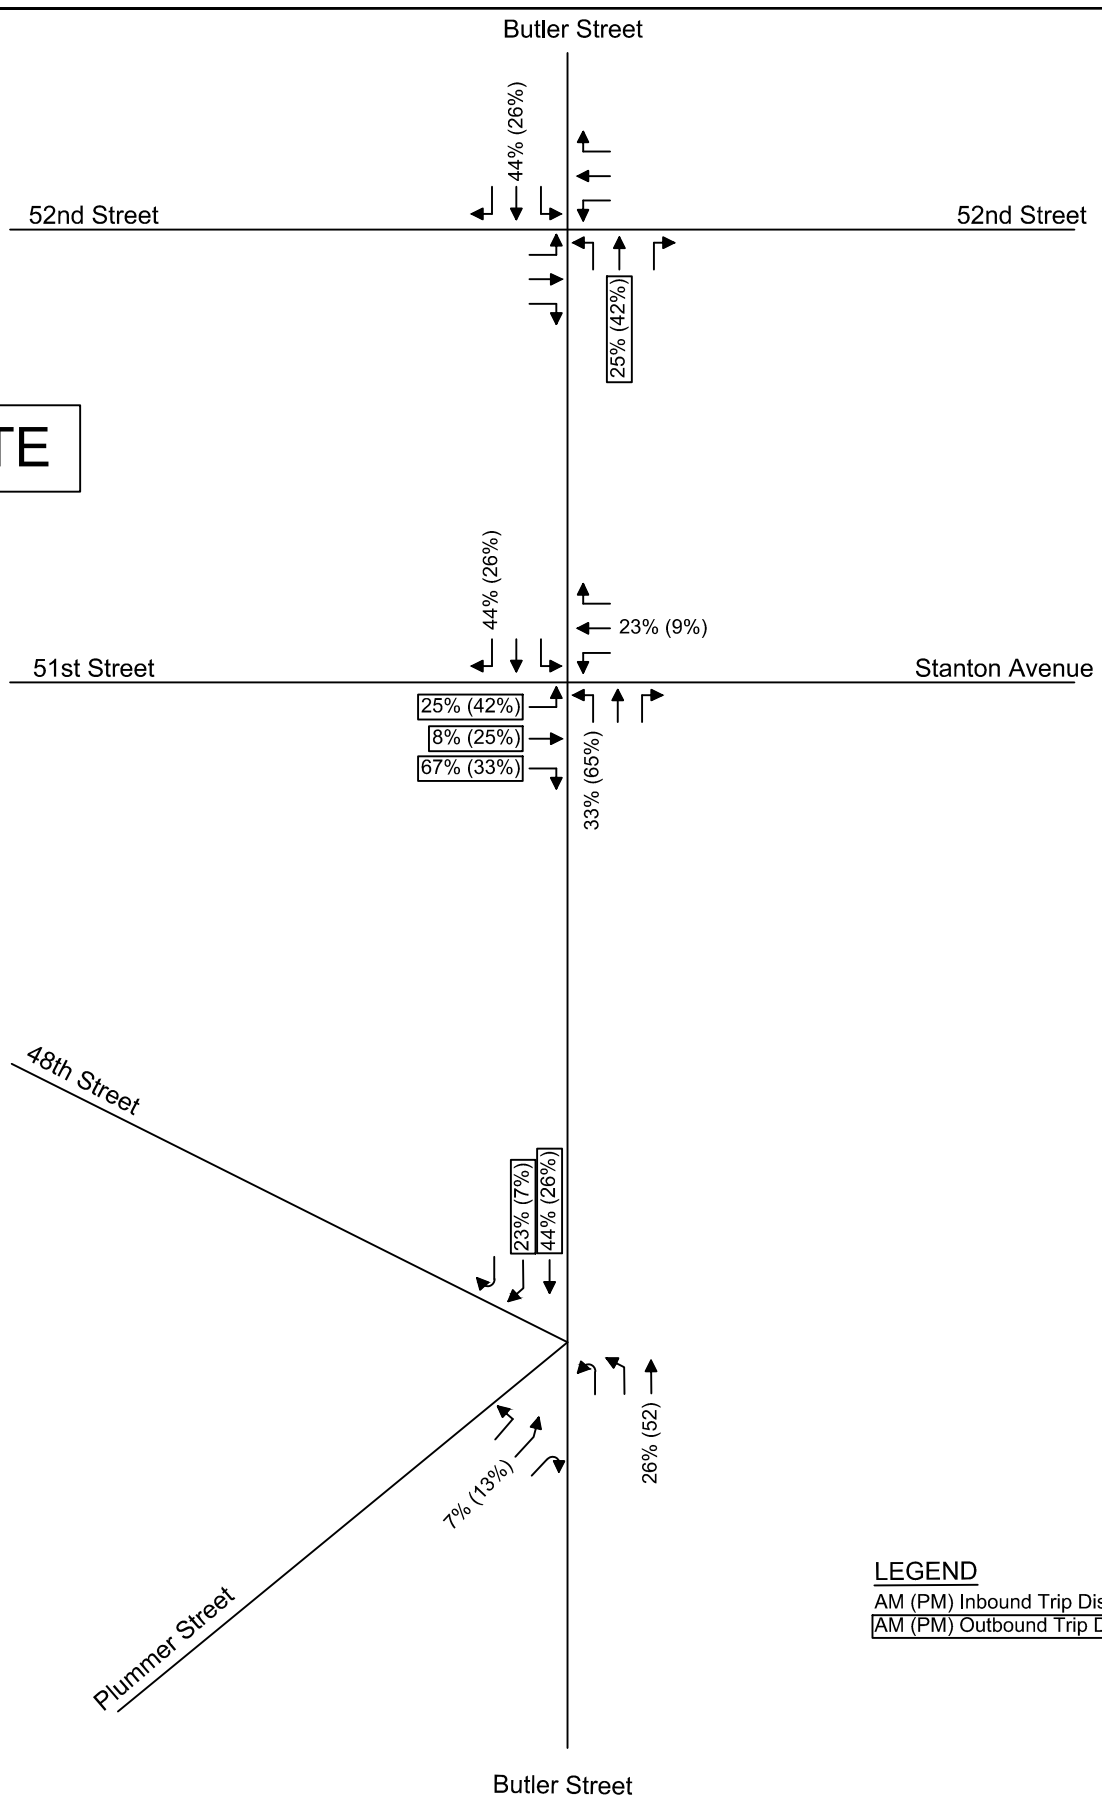 Butler Street
44% (26%)
52nd Street
52nd Street
25% (42%)
TE
44% (26%)
23% (9%)
51st Street
Stanton Avenue
25% (42%)
8% (25%)
67% (33%)
33% (65%)
48th Street
23% (7%)
44% (26%)
26% (52)
7% (13%)
LEGEND
AM (PM) Inbound Trip Dis
AM (PM) Outbound Trip D
Plummer Street
Butler Street